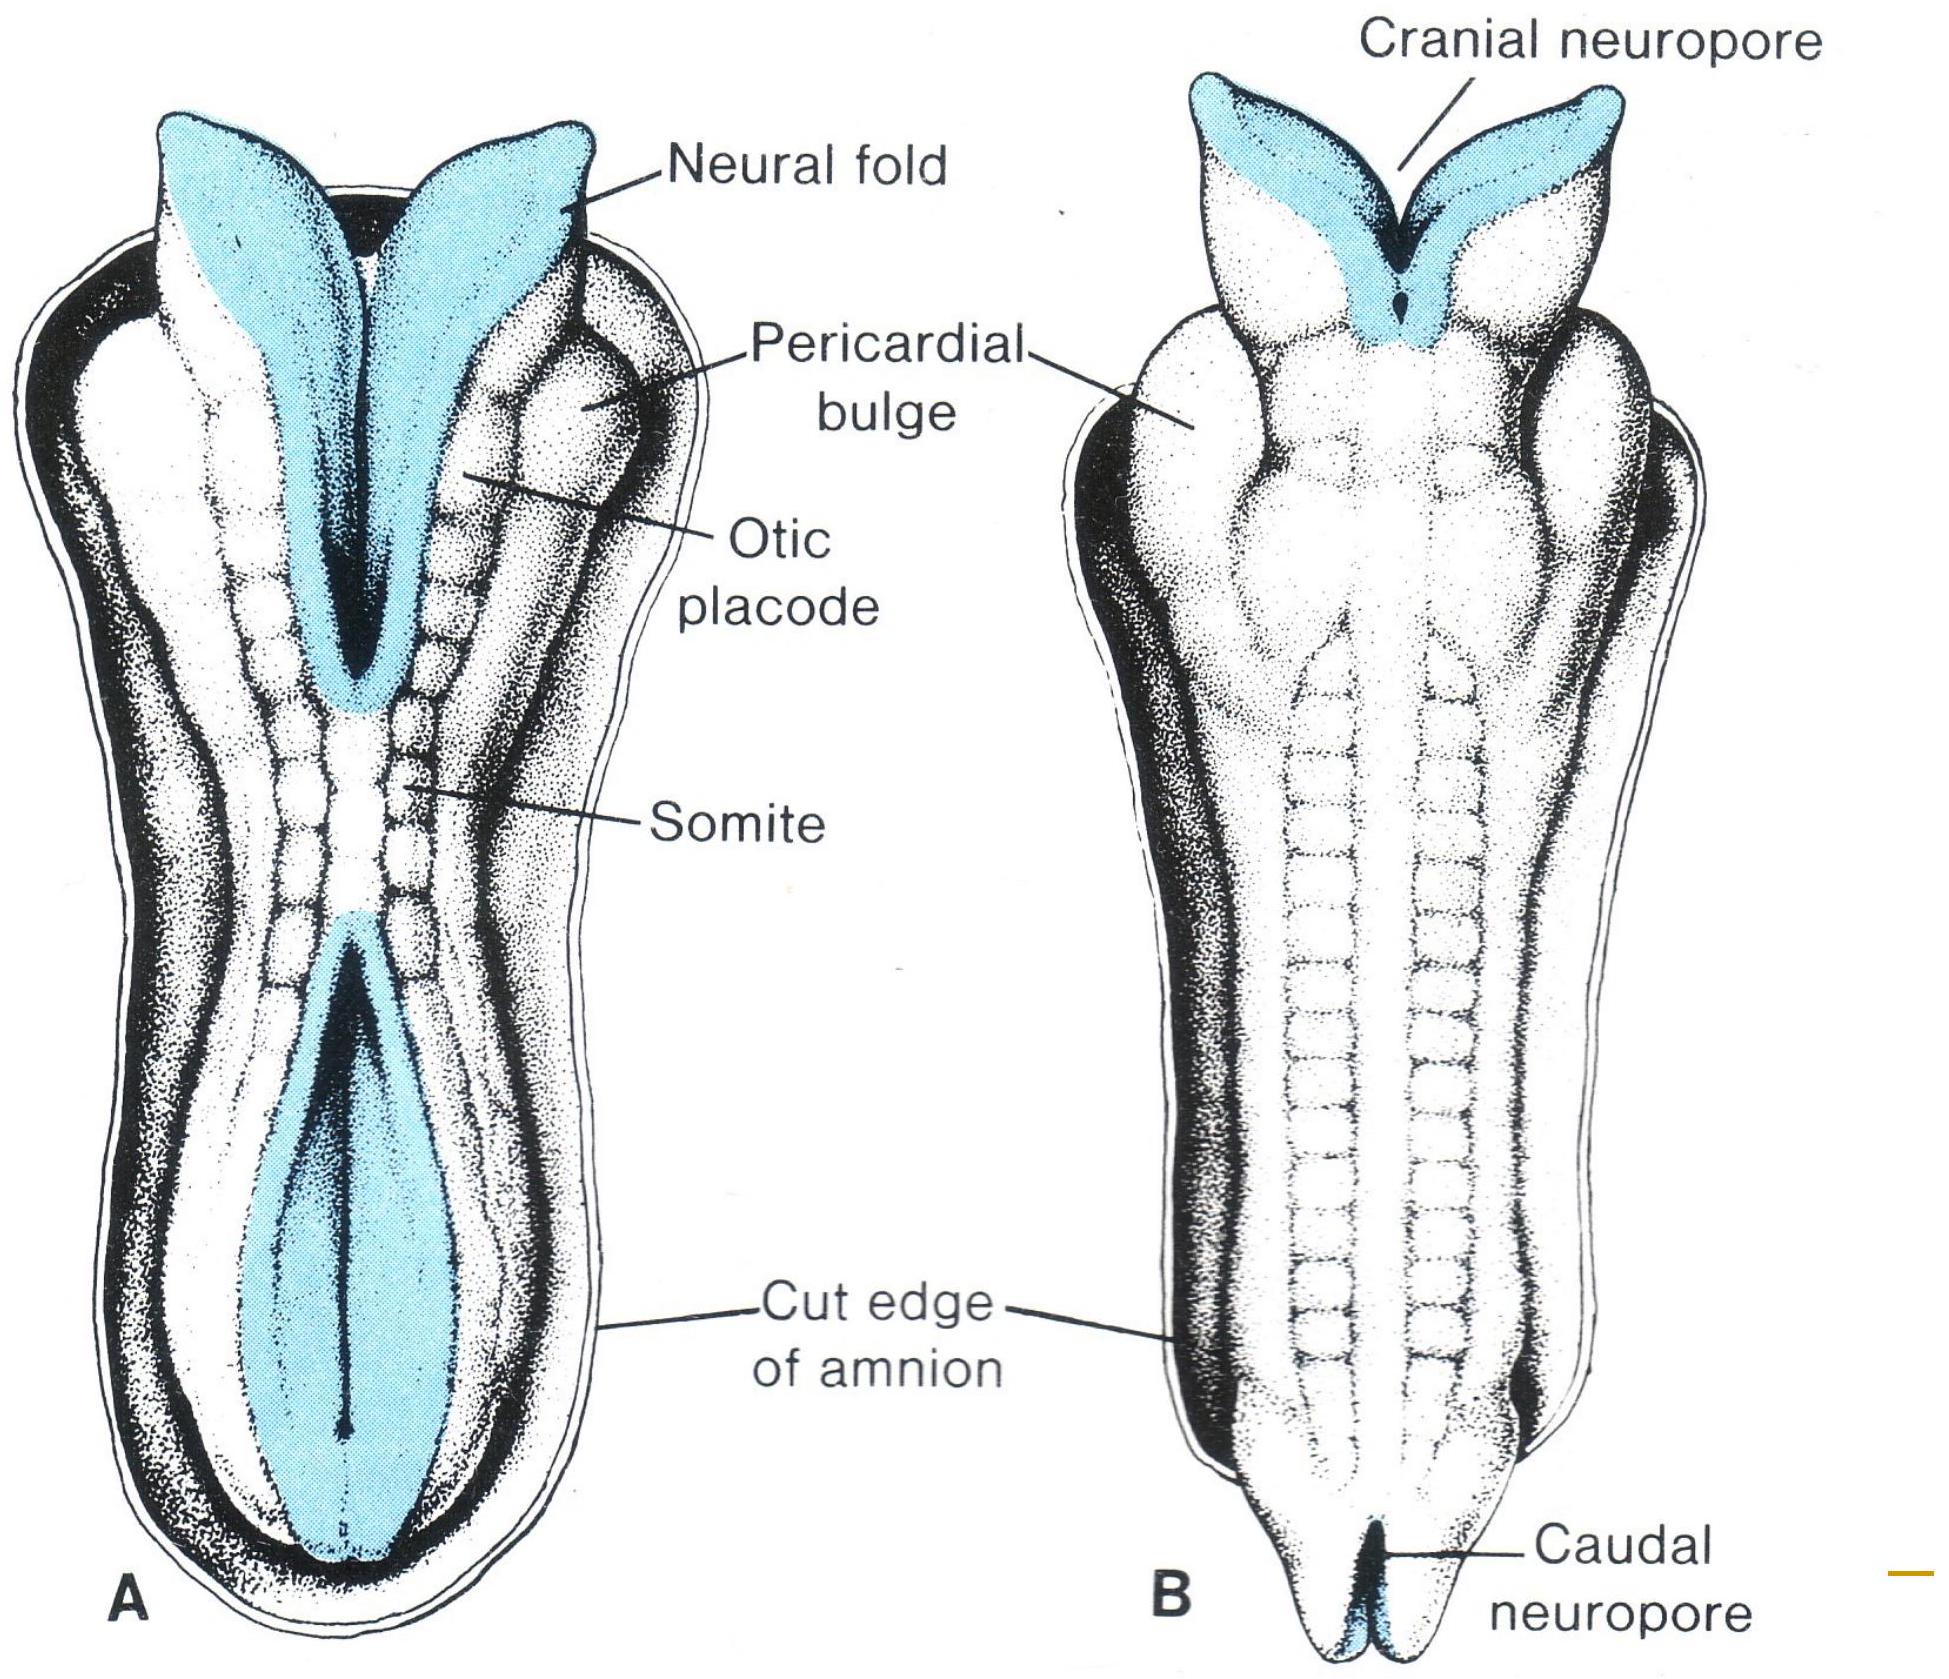 Cranial neuropore
Neural fold
Pericardial
bulge
Otic
placode
Somite
Cut edge
of amnion
A
B
Caudal
neuropore